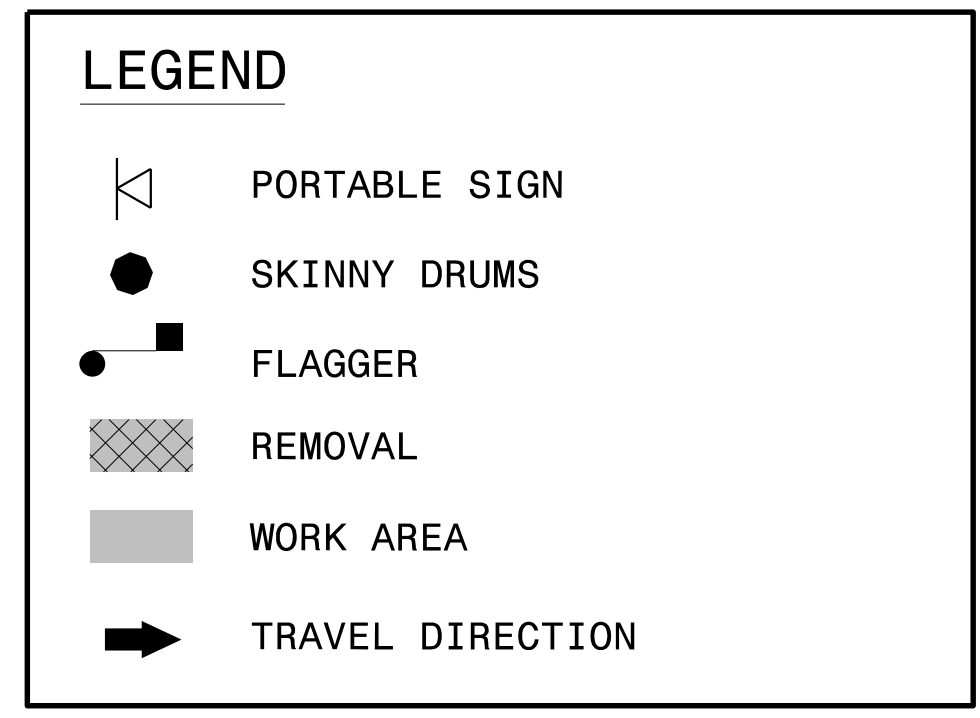 LEGEND
PORTABLE SIGN
SKINNY DRUMS
FLAGGER
REMOVAL
WORK AREA
TRAVEL DIRECTION